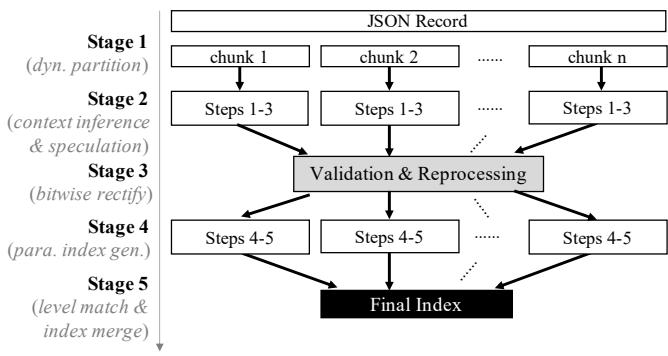 JSON Record
Stage 1
(dyn. partition)
chunk 1
chunk 2
......
chunk n
Stage 2
(context inference
& speculation)
Steps 1-3
Steps 1-3
......
Steps 1-3
Stage 3
(bitwise rectify)
Validation & Reprocessing
Stage 4
(para. index gen.)
Steps 4-5
Steps 4-5
......
Steps 4-5
Stage 5
(level match &
index merge)
Final Index